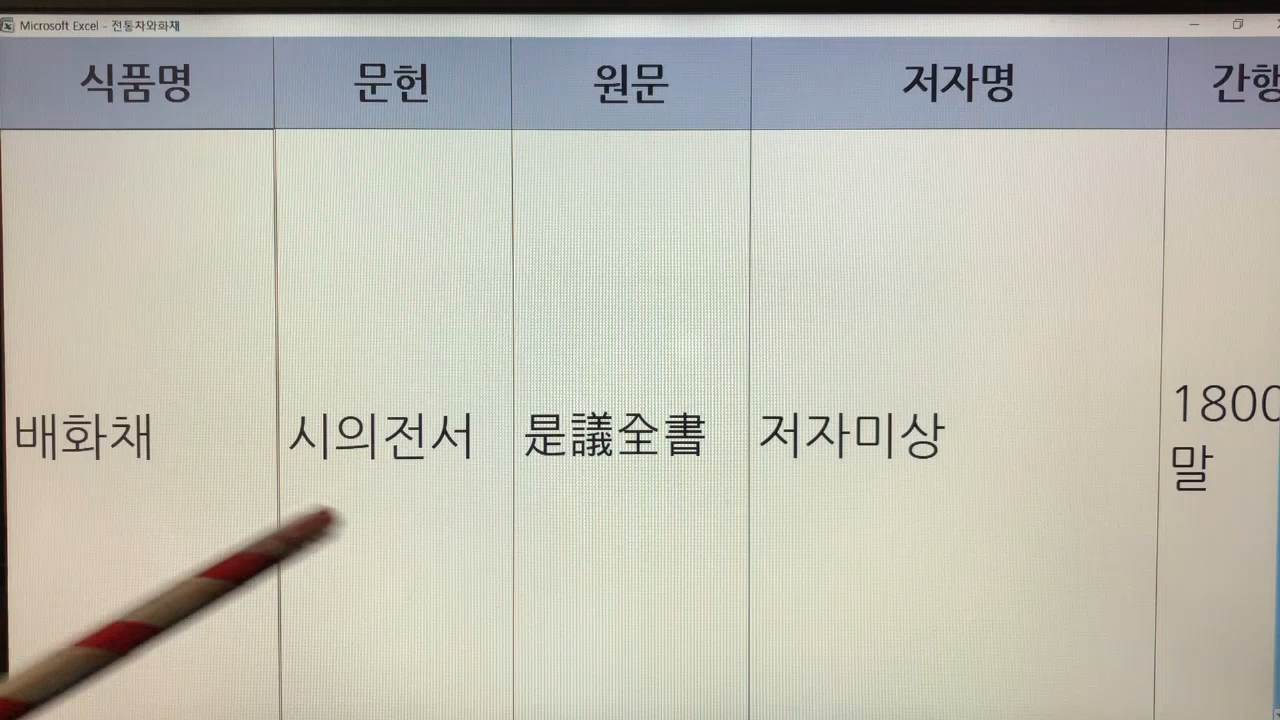 Microsoft Excel - 전통차와화채
식품명 문헌 원문 저자명 간행
배화채 시의전서 是議全書 저자미상 1800
말